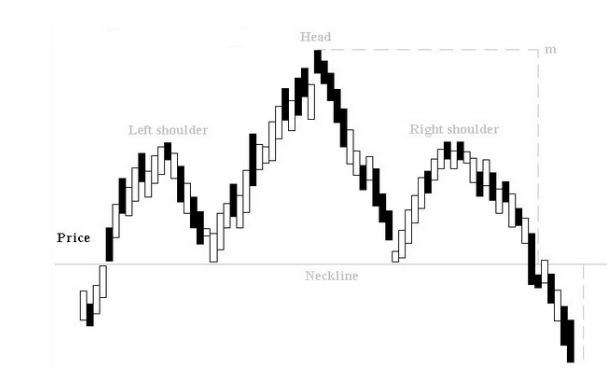 Head
m
Left shoulder
Right shoulder
Price
Neckline